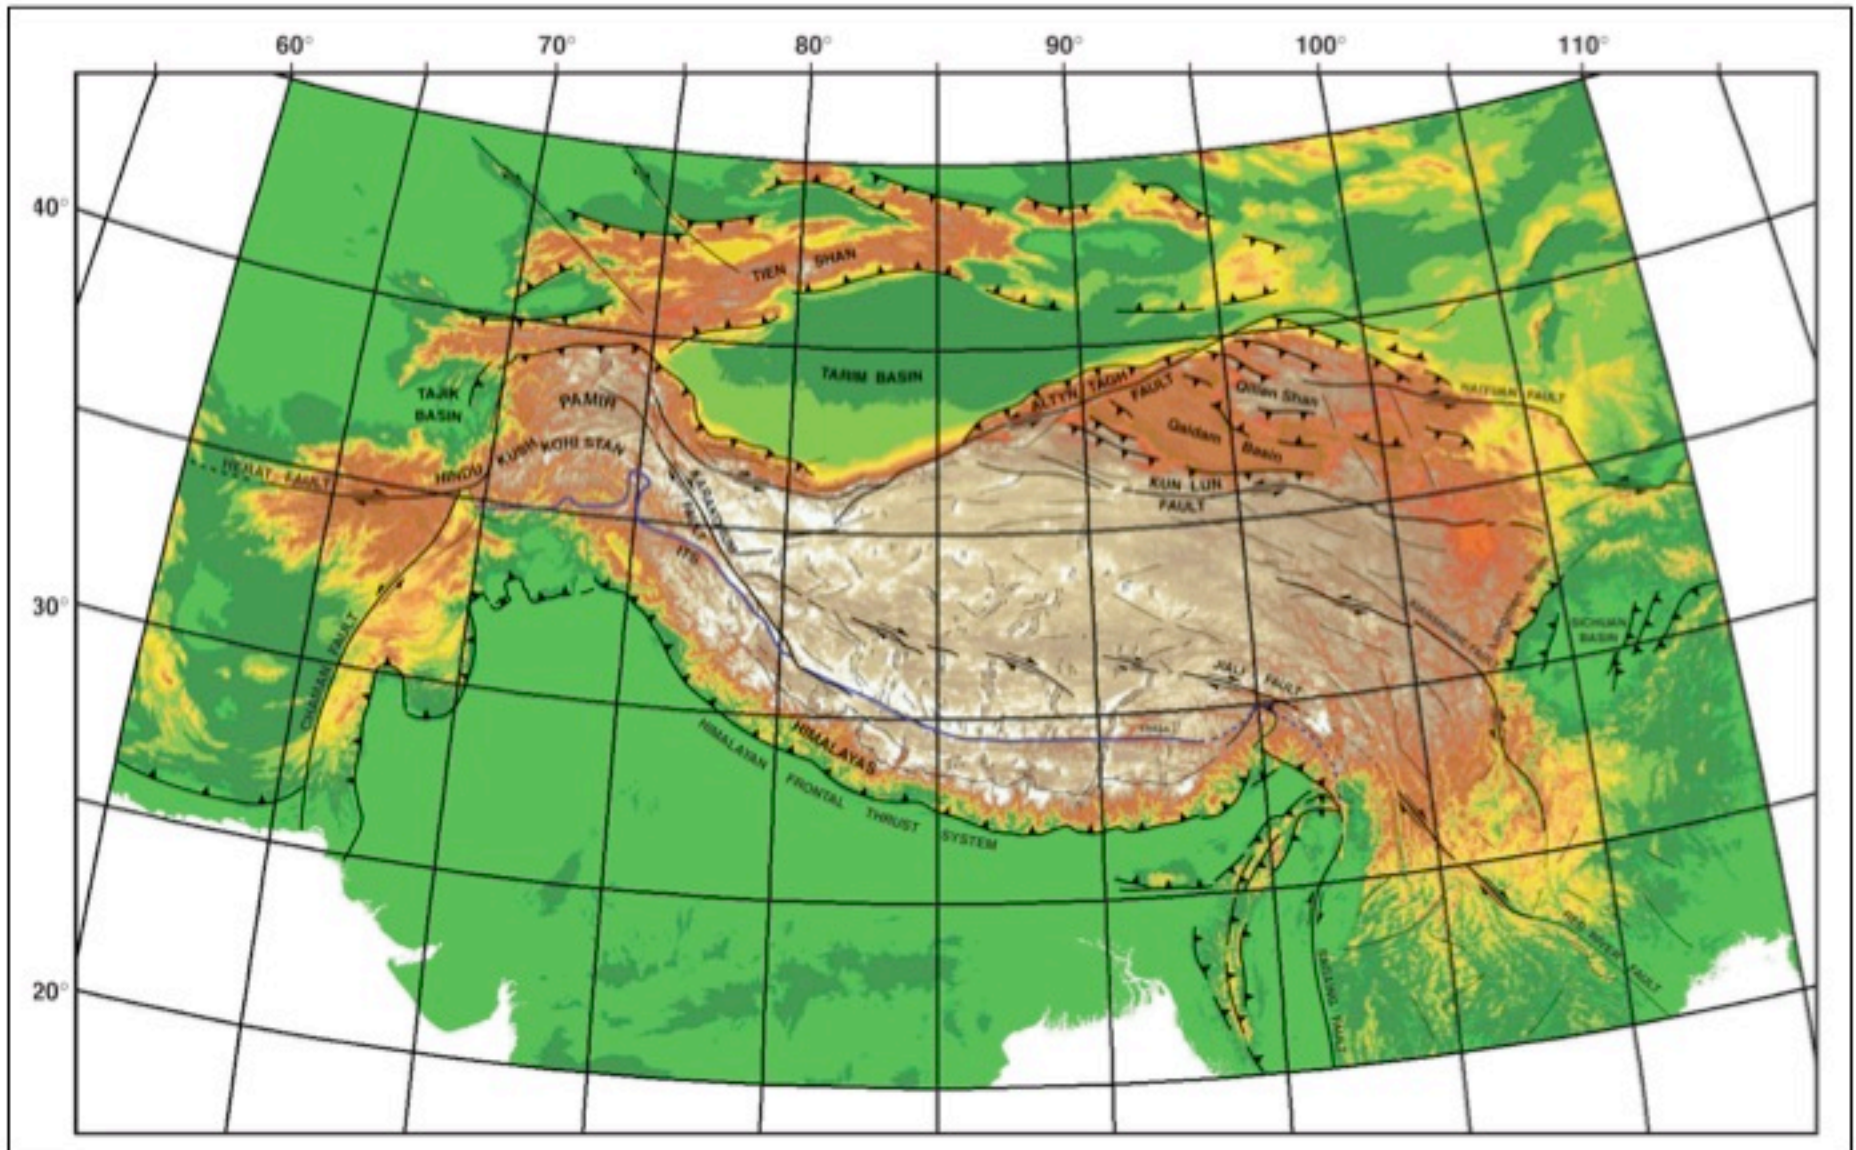 60° 70° 80° 90° 100° 110°
40°
30°
20°
TIEN SHAN
TARIM BASIN
TAJIK
BASIN
PAMIR
HINDU KUSH KOHISTAN
HERAT FAULT
ALTYN TAGH FAULT
Qilian Shan
Qaidam Basin
HAIYUAN FAULT
KUN LUN
FAULT
KARAKORUM
FAULT
ITS
CHAMAN FAULT
SICHUAN
BASIN
JIALI FAULT
HIMALAYAS
HIMALAYAN FRONTAL THRUST SYSTEM
RED RIVER FAULT
SAGAING FAULT